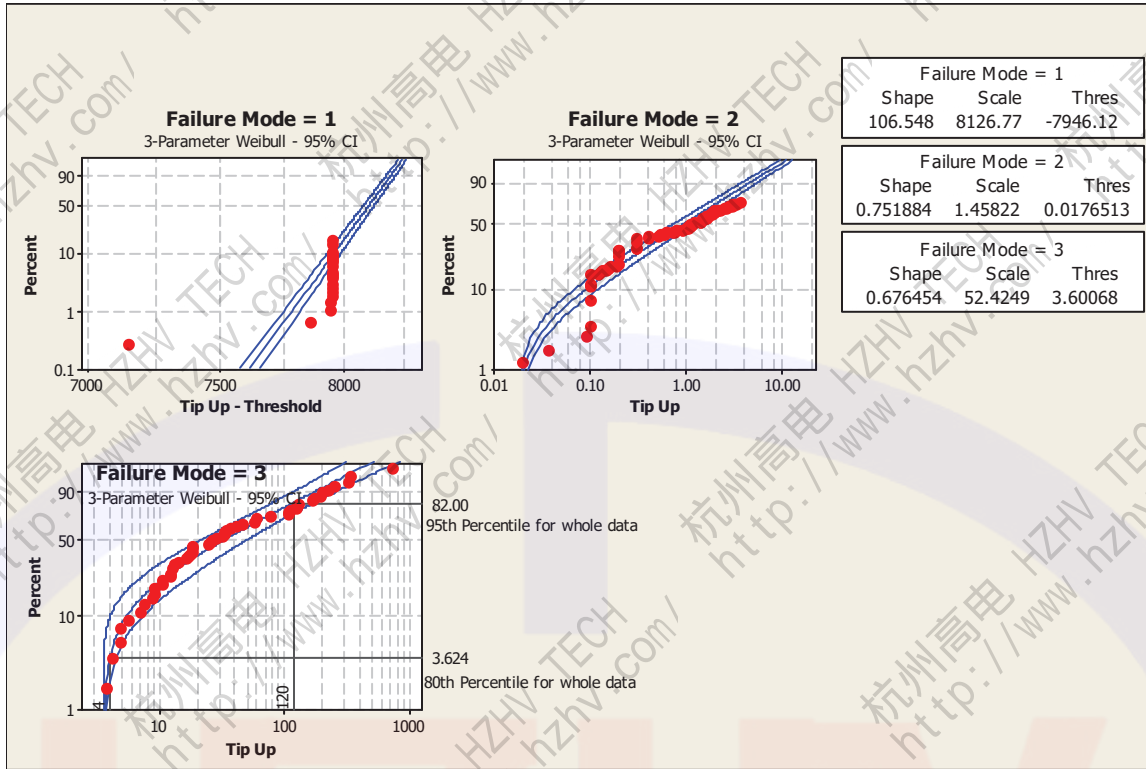 Failure Mode = 1
3-Parameter Weibull - 95% CI
Percent
90
50
10
1
0.1
7000
7500
8000
Tip Up - Threshold
Failure Mode = 2
3-Parameter Weibull - 95% CI
Percent
90
50
10
1
0.01
0.10
1.00
10.00
Tip Up
Failure Mode = 1
Shape Scale Thres
106.548 8126.77 -7946.12
Failure Mode = 2
Shape Scale Thres
0.751884 1.45822 0.0176513
Failure Mode = 3
Shape Scale Thres
0.676454 52.4249 3.60068
Failure Mode = 3
3-Parameter Weibull - 95% CI
Percent
90
50
10
1
4
120
10
100
1000
Tip Up
82.00
95th Percentile for whole data
3.624
80th Percentile for whole data
杭州高电 HZHV TECH
http://www.hzhv.com/